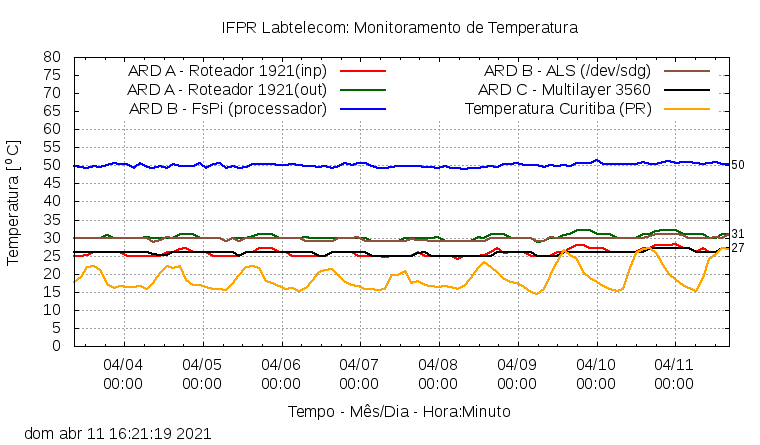 IFPR Labtelecom: Monitoramento de Temperatura
Temperatura [ºC]
80
75
70
65
60
55
50
45
40
35
30
25
20
15
10
5
0
ARD A - Roteador 1921(inp)
ARD A - Roteador 1921(out)
ARD B - FsPi (processador)
ARD B - ALS (/dev/sdg)
ARD C - Multilayer 3560
Temperatura Curitiba (PR)
50
31
27
04/04 04/05 04/06 04/07 04/08 04/09 04/10 04/11
00:00 00:00 00:00 00:00 00:00 00:00 00:00 00:00
Tempo - Mês/Dia - Hora:Minuto
dom abr 11 16:21:19 2021